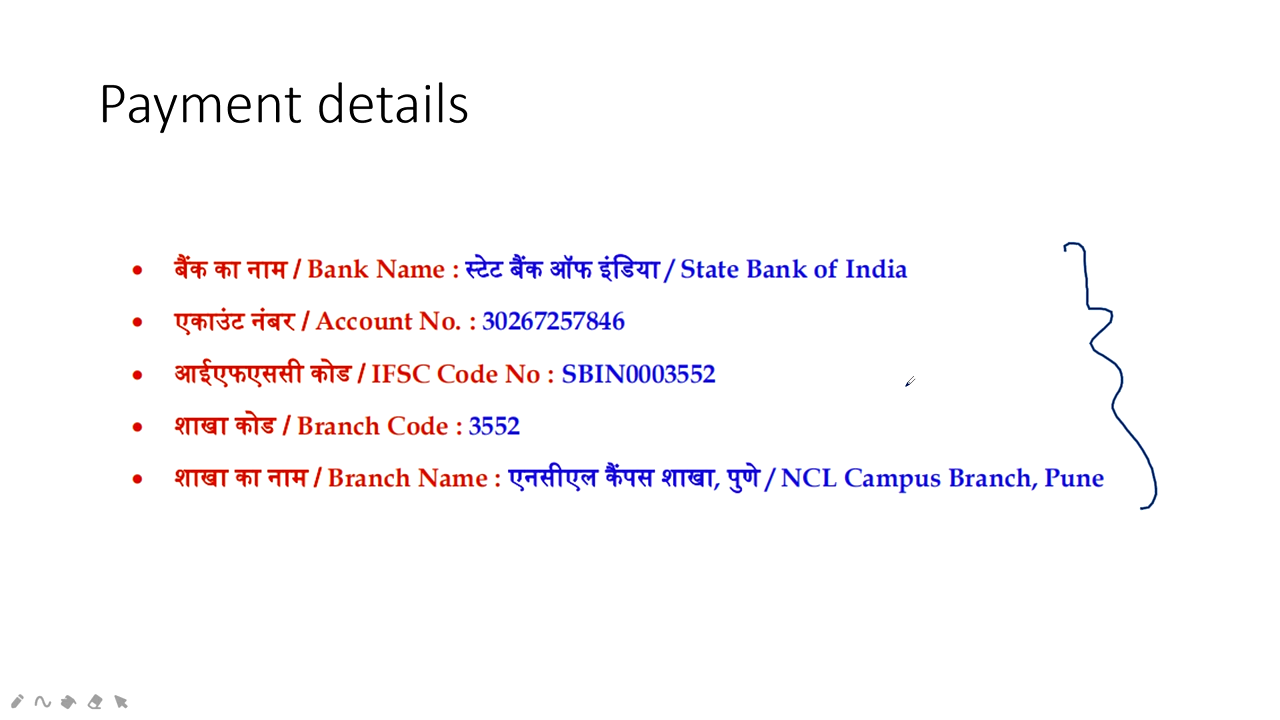 Payment details
• बैंक का नाम / Bank Name : स्टेट बैंक ऑफ इंडिया / State Bank of India
• एकाउंट नंबर / Account No. : 30267257846
• आईएफएससी कोड / IFSC Code No : SBIN0003552
• शाखा कोड / Branch Code : 3552
• शाखा का नाम / Branch Name : एनसीएल कैंपस शाखा, पुणे / NCL Campus Branch, Pune